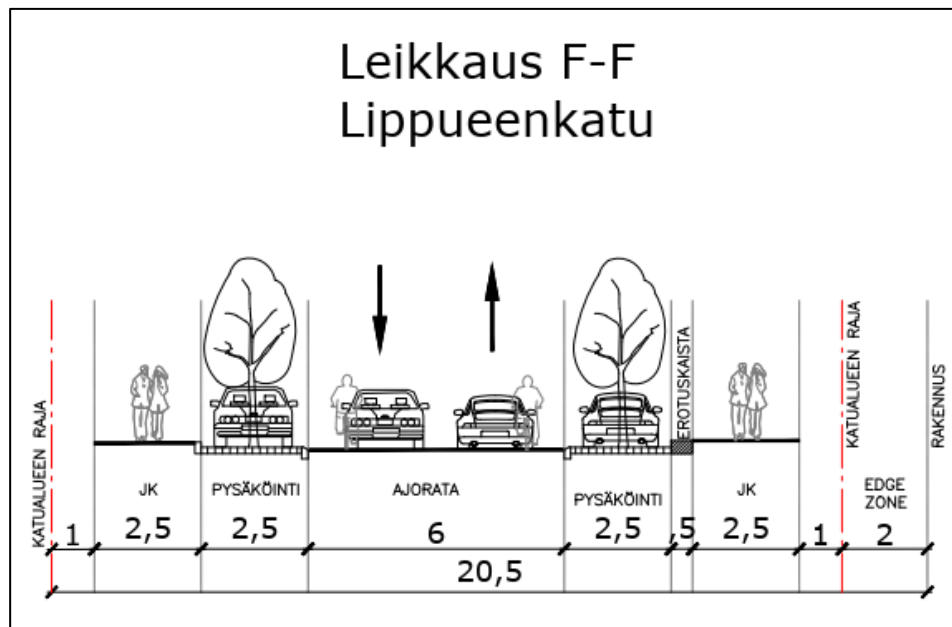 Leikkaus F-F
Lippueenkatu
KATUALUEEN RAJA
EROTUSKAISTA
KATUALUEEN RAJA
RAKENNUS
JK
PYSÄKÖINTI
AJORATA
PYSÄKÖINTI
JK
EDGE
ZONE
1
2,5
2,5
6
2,5
,5
2,5
1
2
20,5